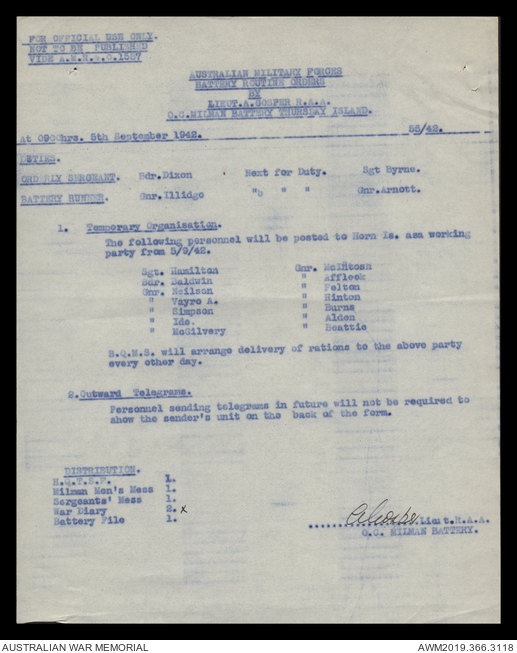 FOR OFFICIAL USE ONLY.
NOT TO BE PUBLISHED
VIDE A.M.R.& O.1587
AUSTRALIAN MILITARY FORCES
BATTERY ROUTINE ORDERS
BY
LIEUT.A.GOSPER R.A.A.
O.C.MILMAN BATTERY THURSDAY ISLAND.
At 0900hrs. 5th September 1942. 55/42.
DUTIES.
ORDERLY SERGEANT. Bdr.Dixon Next for Duty. Sgt Byrne.
BATTERY RUNNER. Gnr.Illidge " " " Gnr.Arnott.
1. Temporary Organisation.
The following personnel will be posted to Horn Is. asa working
party from 5/9/42.
Sgt. Hamilton Gnr. McIntosh
Bdr. Baldwin " Affleck
Gnr. Neilson " Felton
" Vayro A. " Hinton
" Simpson " Burns
" Ide. " Alden
" McGilvery " Beattie
B.Q.M.S. will arrange delivery of rations to the above party
every other day.
2.Outward Telegrams.
Personnel sending telegrams in future will not be required to
show the sender's unit on the back of the form.
DISTRIBUTION.
H.Q.T.S.F. 1.
Milman Men's Mess 1.
Sergeants' Mess 1.
War Diary 2. x
Battery File 1.
AGosper Lieut.R.A.A.
O.C. MILMAN BATTERY.
AUSTRALIAN WAR MEMORIAL AWM2019.366.3118